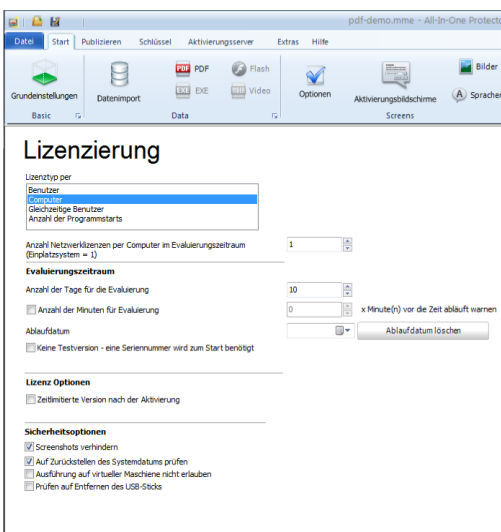 pdf-demo.mme - All-In-One Protecto
Datei Start Publizieren Schlüssel Aktivierungsserver Extras Hilfe
PDF PDF Flash Bilder
EXE EXE Video Sprachen
Grundeinstellungen Datenimport Optionen Aktivierungsbildschirme
Basic Data Screens
Lizenzierung
Lizenztyp per
Benutzer
Computer
Gleichzeitige Benutzer
Anzahl der Programmstarts
Anzahl Netzwerklizenzen per Computer im Evaluierungszeitraum 1
(Einplatzsystem = 1)
Evaluierungszeitraum
Anzahl der Tage für die Evaluierung 10
Anzahl der Minuten für Evaluierung 0 x Minute(n) vor die Zeit abläuft warnen
Ablaufdatum Ablaufdatum löschen
Keine Testversion - eine Seriennummer wird zum Start benötigt
Lizenz Optionen
Zeitlimitierte Version nach der Aktivierung
Sicherheitsoptionen
Screenshots verhindern
Auf Zurückstellen des Systemdatums prüfen
Ausführung auf virtueller Maschiene nicht erlauben
Prüfen auf Entfernen des USB-Sticks